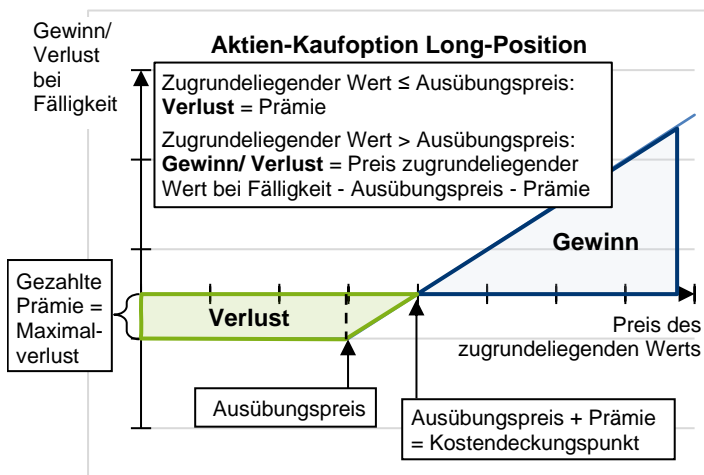 Gewinn/
Verlust
bei
Fälligkeit
Aktien-Kaufoption Long-Position
Zugrundeliegender Wert ≤ Ausübungspreis:
Verlust = Prämie
Zugrundeliegender Wert > Ausübungspreis:
Gewinn/ Verlust = Preis zugrundeliegender
Wert bei Fälligkeit - Ausübungspreis - Prämie
Gewinn
Gezahlte
Prämie =
Maximal-
verlust
Verlust
Preis des
zugrundeliegenden Werts
Ausübungspreis
Ausübungspreis + Prämie
= Kostendeckungspunkt